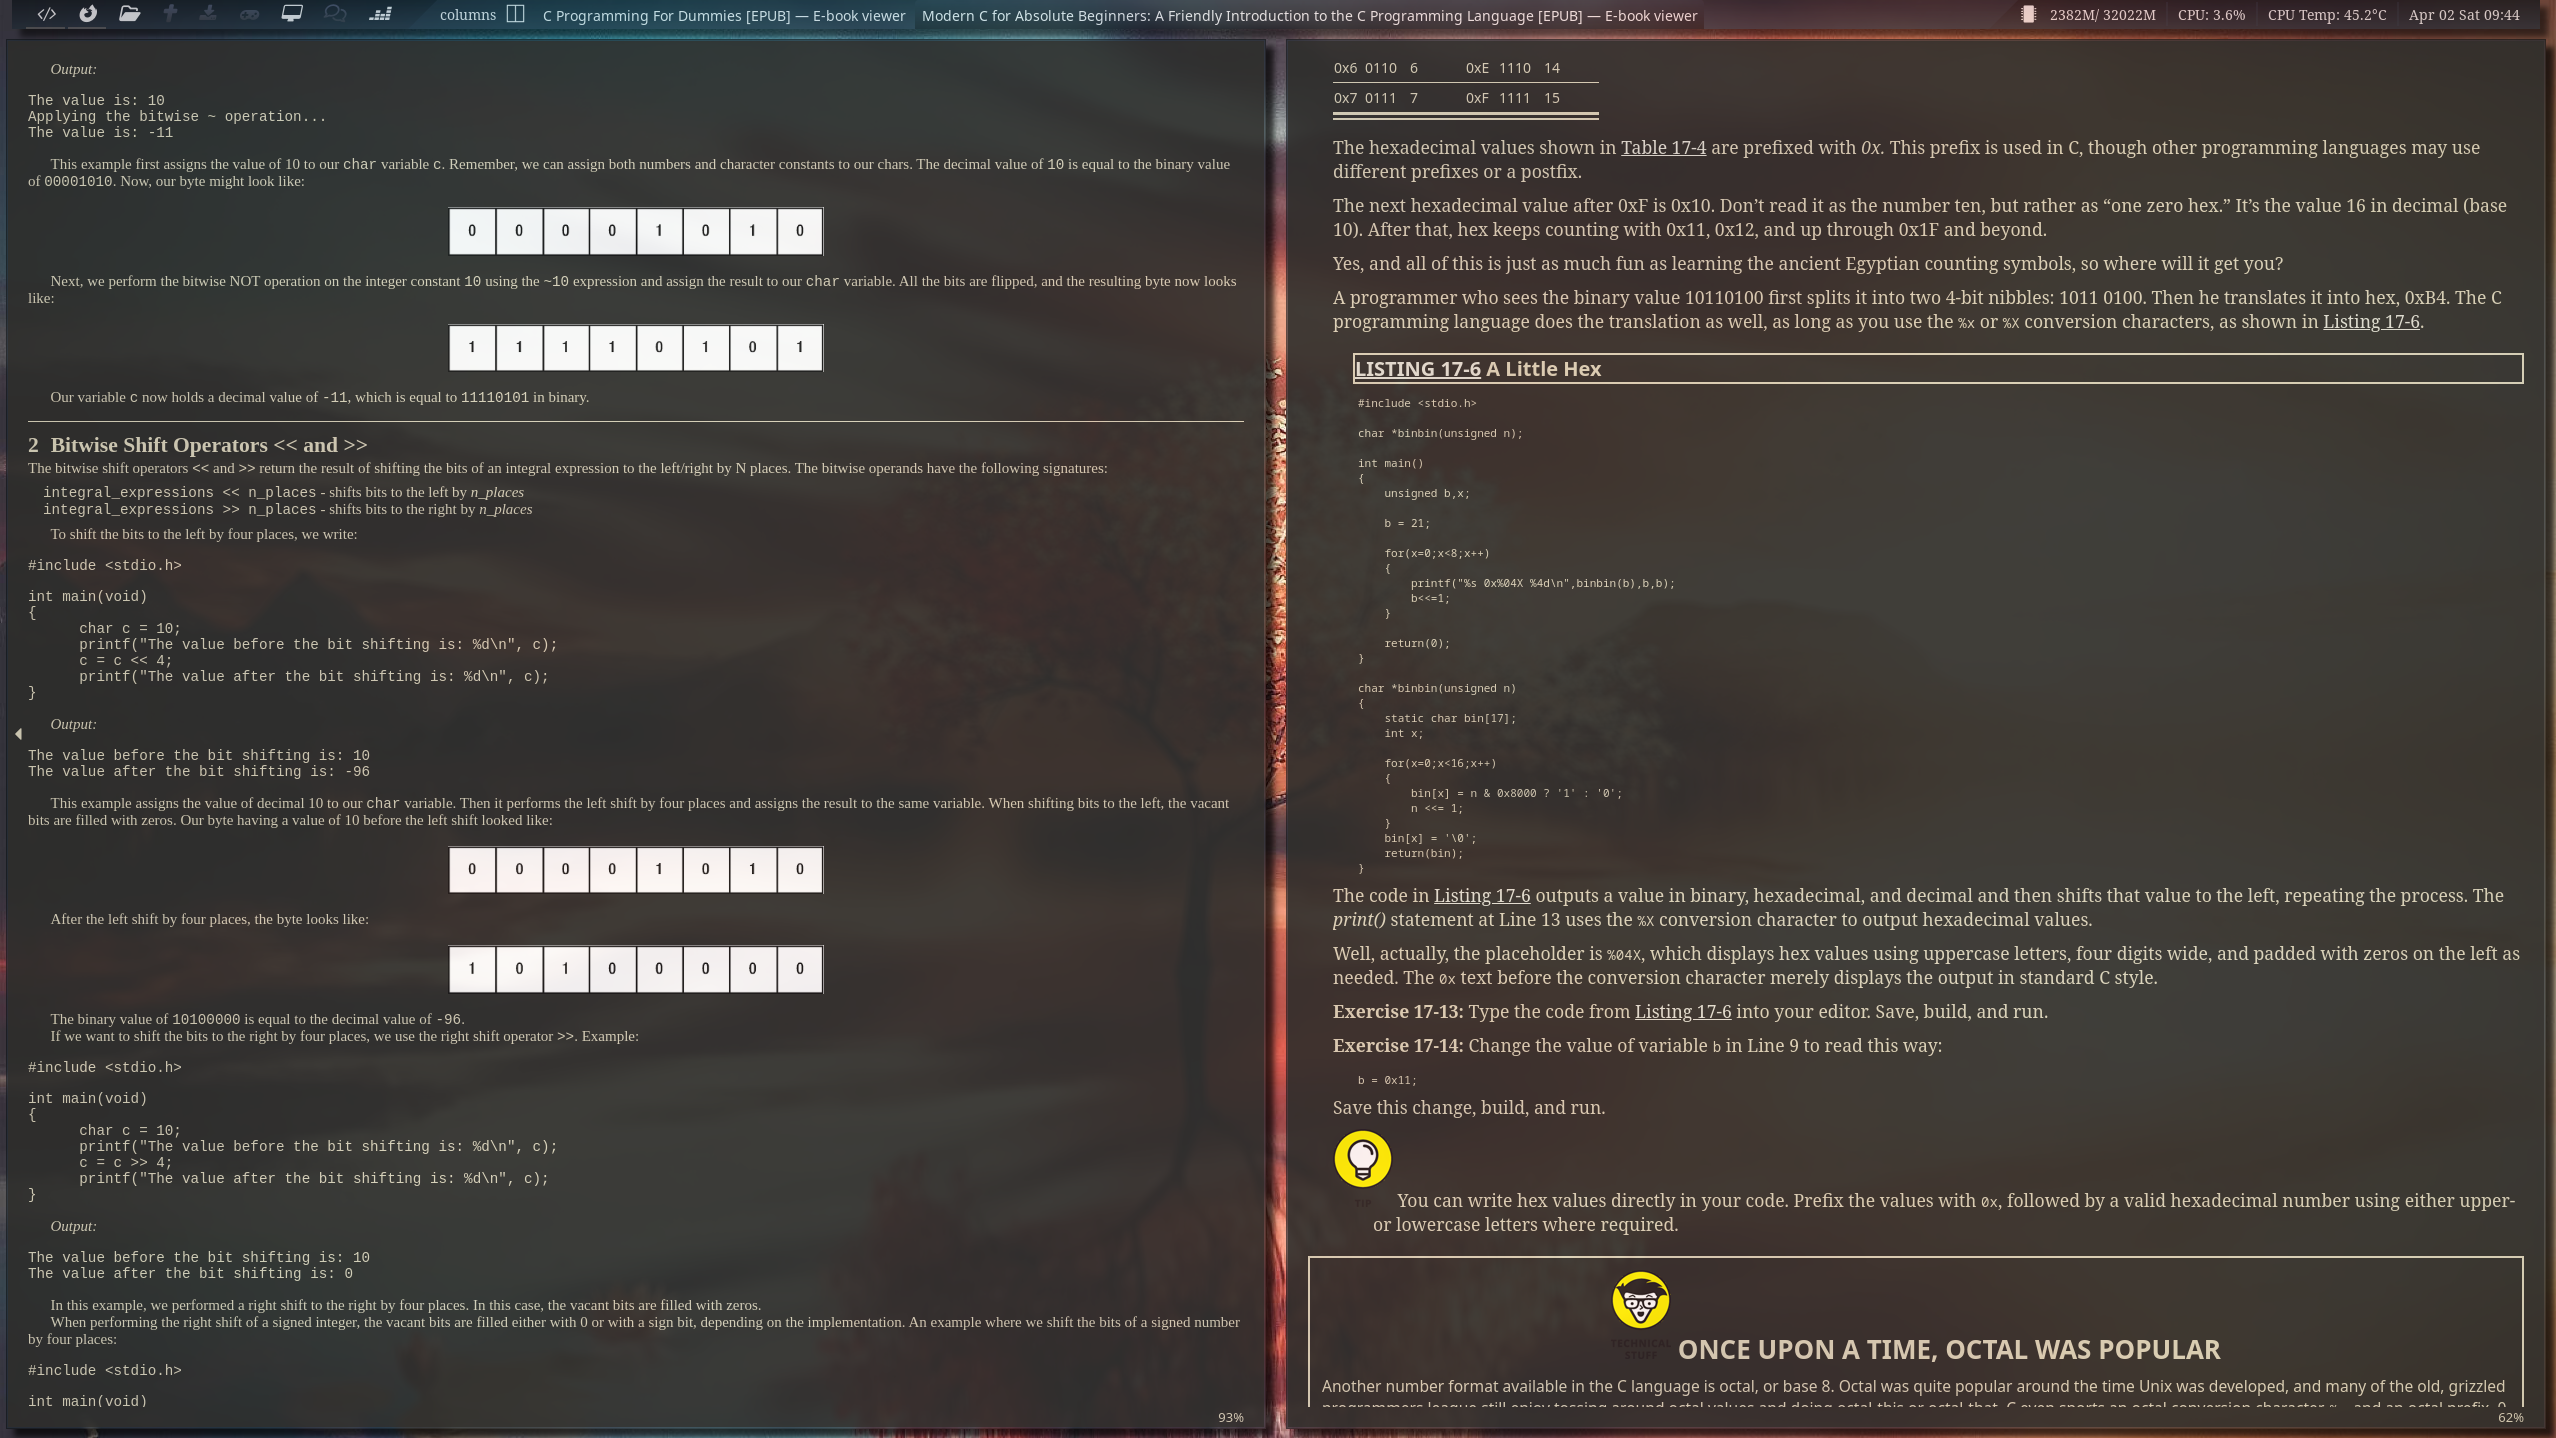 columns C Programming For Dummies [EPUB] — E-book viewer Modern C for Absolute Beginners: A Friendly Introduction to the C Programming Language [EPUB] — E-book viewer 2382M/ 32022M CPU: 3.6% CPU Temp: 45.2°C Apr 02 Sat 09:44
Output:
The value is: 10
Applying the bitwise ~ operation...
The value is: -11
This example first assigns the value of 10 to our char variable c. Remember, we can assign both numbers and character constants to our chars. The decimal value of 10 is equal to the binary value
of 00001010. Now, our byte might look like:
0 0 0 0 1 0 1 0
Next, we perform the bitwise NOT operation on the integer constant 10 using the ~10 expression and assign the result to our char variable. All the bits are flipped, and the resulting byte now looks
like:
1 1 1 1 0 1 0 1
Our variable c now holds a decimal value of -11, which is equal to 11110101 in binary.
2 Bitwise Shift Operators << and >>
The bitwise shift operators << and >> return the result of shifting the bits of an integral expression to the left/right by N places. The bitwise operands have the following signatures:
integral_expressions << n_places - shifts bits to the left by n_places
integral_expressions >> n_places - shifts bits to the right by n_places
To shift the bits to the left by four places, we write:
#include <stdio.h>
int main(void)
{
char c = 10;
printf("The value before the bit shifting is: %d\n", c);
c = c << 4;
printf("The value after the bit shifting is: %d\n", c);
}
Output:
The value before the bit shifting is: 10
The value after the bit shifting is: -96
This example assigns the value of decimal 10 to our char variable. Then it performs the left shift by four places and assigns the result to the same variable. When shifting bits to the left, the vacant
bits are filled with zeros. Our byte having a value of 10 before the left shift looked like:
0 0 0 0 1 0 1 0
After the left shift by four places, the byte looks like:
1 0 1 0 0 0 0 0
The binary value of 10100000 is equal to the decimal value of -96.
If we want to shift the bits to the right by four places, we use the right shift operator >>. Example:
#include <stdio.h>
int main(void)
{
char c = 10;
printf("The value before the bit shifting is: %d\n", c);
c = c >> 4;
printf("The value after the bit shifting is: %d\n", c);
}
Output:
The value before the bit shifting is: 10
The value after the bit shifting is: 0
In this example, we performed a right shift to the right by four places. In this case, the vacant bits are filled with zeros.
When performing the right shift of a signed integer, the vacant bits are filled either with 0 or with a sign bit, depending on the implementation. An example where we shift the bits of a signed number
by four places:
#include <stdio.h>
int main(void)
93%
0x6 0110 6 0xE 1110 14
0x7 0111 7 0xF 1111 15
The hexadecimal values shown in Table 17-4 are prefixed with 0x. This prefix is used in C, though other programming languages may use
different prefixes or a postfix.
The next hexadecimal value after 0xF is 0x10. Don’t read it as the number ten, but rather as “one zero hex.” It’s the value 16 in decimal (base
10). After that, hex keeps counting with 0x11, 0x12, and up through 0x1F and beyond.
Yes, and all of this is just as much fun as learning the ancient Egyptian counting symbols, so where will it get you?
A programmer who sees the binary value 10110100 first splits it into two 4-bit nibbles: 1011 0100. Then he translates it into hex, 0xB4. The C
programming language does the translation as well, as long as you use the %x or %X conversion characters, as shown in Listing 17-6.
LISTING 17-6 A Little Hex
#include <stdio.h>
char *binbin(unsigned n);
int main()
{
unsigned b,x;
b = 21;
for(x=0;x<8;x++)
{
printf("%s 0x%04X %4d\n",binbin(b),b,b);
b<<=1;
}
return(0);
}
char *binbin(unsigned n)
{
static char bin[17];
int x;
for(x=0;x<16;x++)
{
bin[x] = n & 0x8000 ? '1' : '0';
n <<= 1;
}
bin[x] = '\0';
return(bin);
}
The code in Listing 17-6 outputs a value in binary, hexadecimal, and decimal and then shifts that value to the left, repeating the process. The
print() statement at Line 13 uses the %X conversion character to output hexadecimal values.
Well, actually, the placeholder is %04X, which displays hex values using uppercase letters, four digits wide, and padded with zeros on the left as
needed. The 0x text before the conversion character merely displays the output in standard C style.
Exercise 17-13: Type the code from Listing 17-6 into your editor. Save, build, and run.
Exercise 17-14: Change the value of variable b in Line 9 to read this way:
b = 0x11;
Save this change, build, and run.
TIP You can write hex values directly in your code. Prefix the values with 0x, followed by a valid hexadecimal number using either upper-
or lowercase letters where required.
TECHNICAL
STUFF ONCE UPON A TIME, OCTAL WAS POPULAR
Another number format available in the C language is octal, or base 8. Octal was quite popular around the time Unix was developed, and many of the old, grizzled
62%